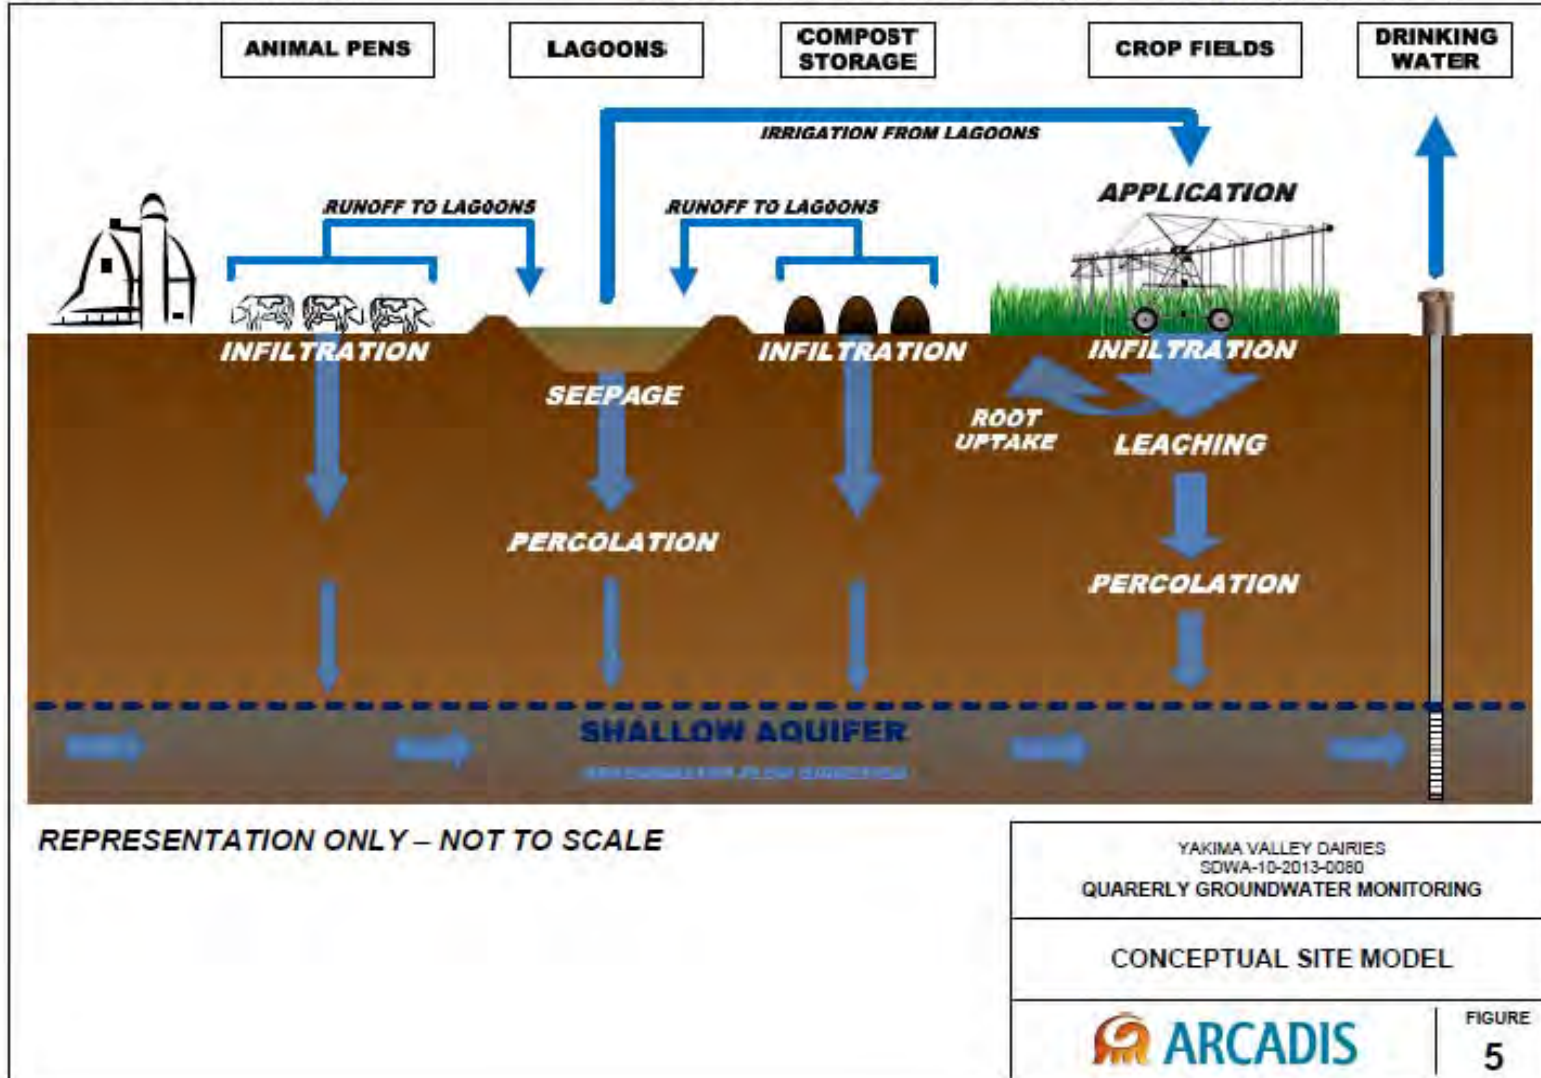 ANIMAL PENS
LAGOONS
COMPOST
STORAGE
CROP FIELDS
DRINKING
WATER
IRRIGATION FROM LAGOONS
APPLICATION
RUNOFF TO LAGOONS
RUNOFF TO LAGOONS
INFILTRATION
INFILTRATION
INFILTRATION
SEEPAGE
ROOT
UPTAKE
LEACHING
PERCOLATION
PERCOLATION
SHALLOW AQUIFER
REPRESENTATION ONLY – NOT TO SCALE
YAKIMA VALLEY DAIRIES
SDWA-10-2013-0080
QUARERLY GROUNDWATER MONITORING
CONCEPTUAL SITE MODEL
ARCADIS
FIGURE
5